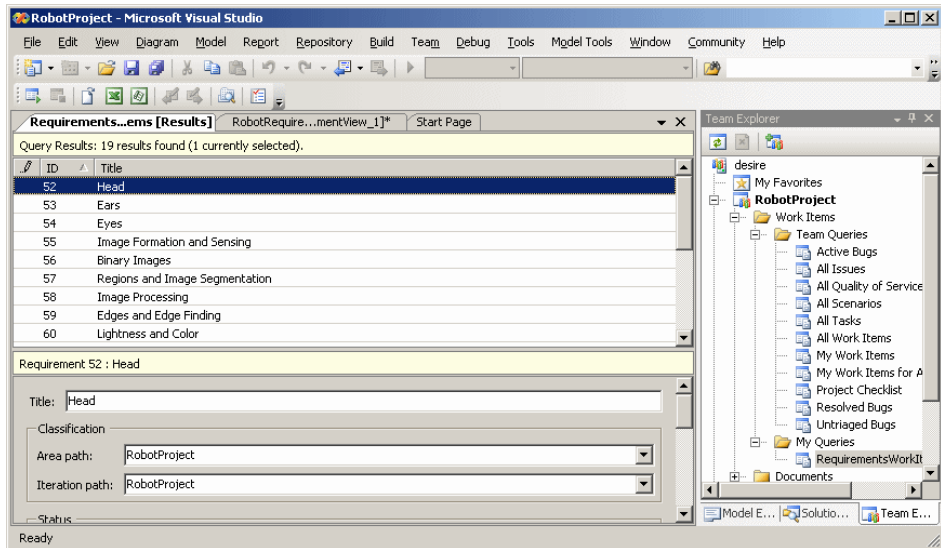 RobotProject - Microsoft Visual Studio
File Edit View Diagram Model Report Repository Build Team Debug Tools Model Tools Window Community Help
Requirements...ems [Results] RobotRequire...mentView_1]* Start Page
Query Results: 19 results found (1 currently selected).
ID Title
52 Head
53 Ears
54 Eyes
55 Image Formation and Sensing
56 Binary Images
57 Regions and Image Segmentation
58 Image Processing
59 Edges and Edge Finding
60 Lightness and Color
Requirement 52 : Head
Title: Head
Classification
Area path: RobotProject
Iteration path: RobotProject
Status
Team Explorer
desire
My Favorites
RobotProject
Work Items
Team Queries
Active Bugs
All Issues
All Quality of Service
All Scenarios
All Tasks
All Work Items
My Work Items
My Work Items for A
Project Checklist
Resolved Bugs
Untriaged Bugs
My Queries
RequirementsWorkIt
Documents
Model E... Solutio... Team E...
Ready